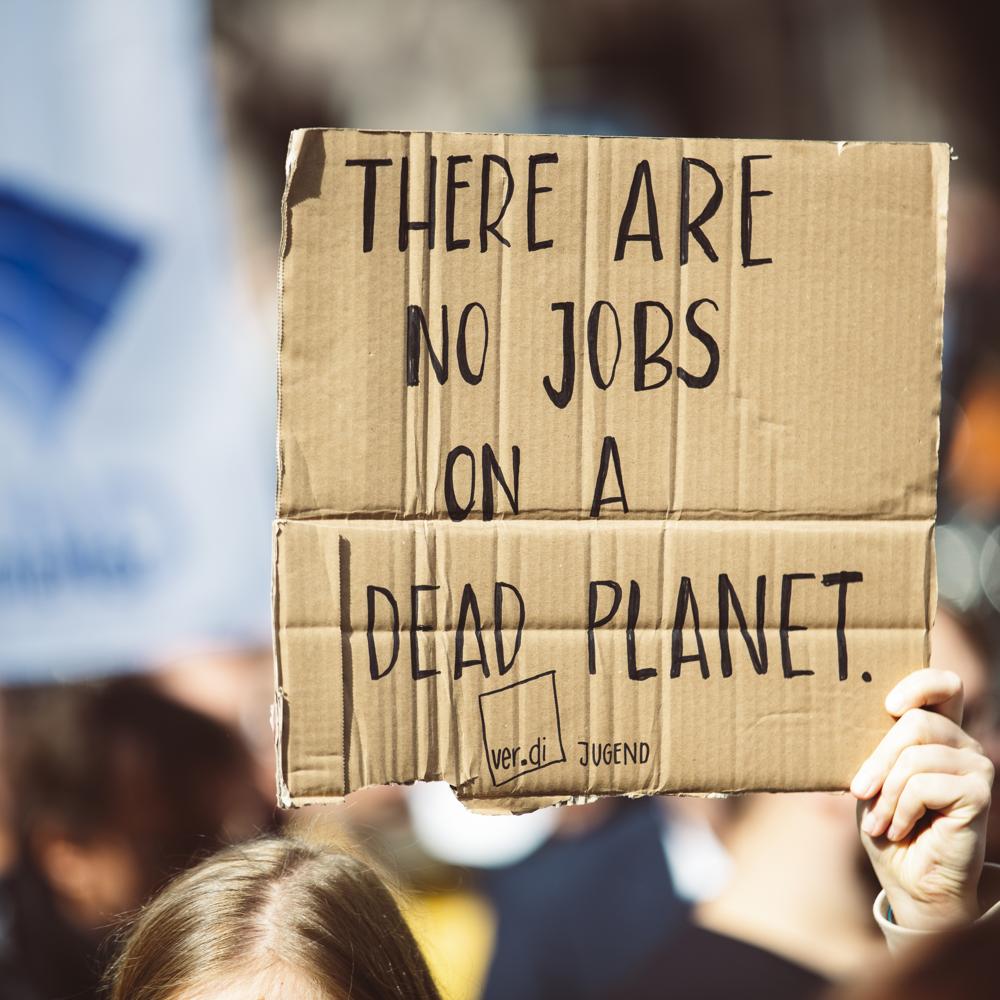 THERE ARE
NO JOBS
ON A
DEAD PLANET.
ver.di JUGEND